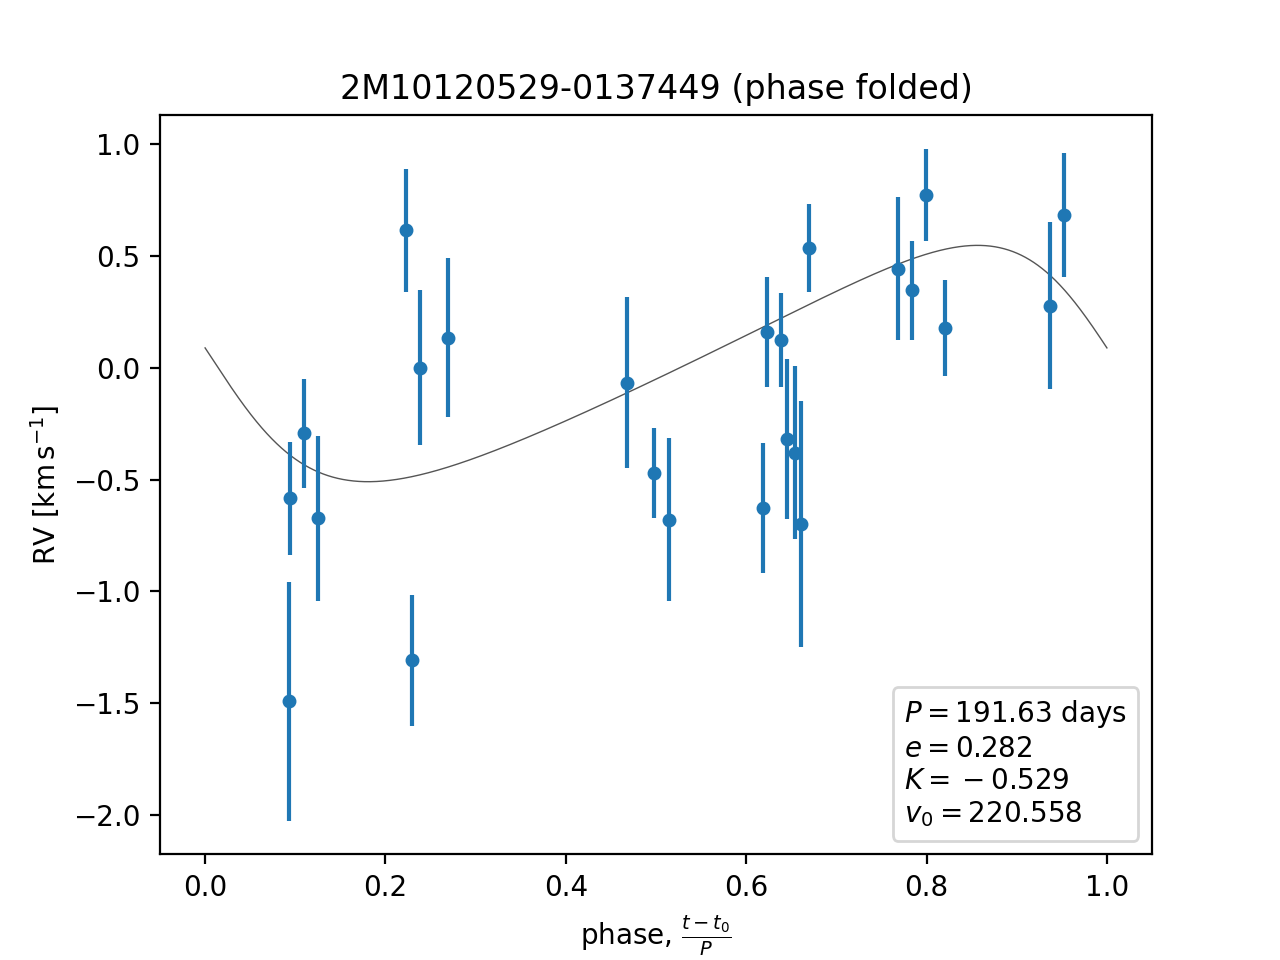 2M10120529-0137449 (phase folded)
1.0
0.5
0.0
−0.5
−1.0
−1.5
−2.0
RV [km s⁻¹]
P = 191.63 days
e = 0.282
K = − 0.529
v₀ = 220.558
0.0 0.2 0.4 0.6 0.8 1.0
phase, (t − t₀)/P